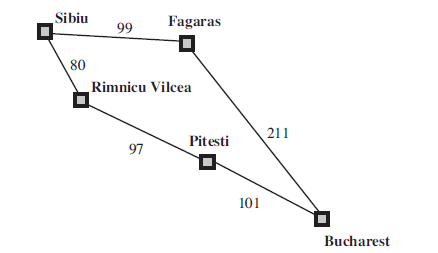 Sibiu
Fagaras
99
80
Rimnicu Vilcea
211
Pitesti
97
101
Bucharest